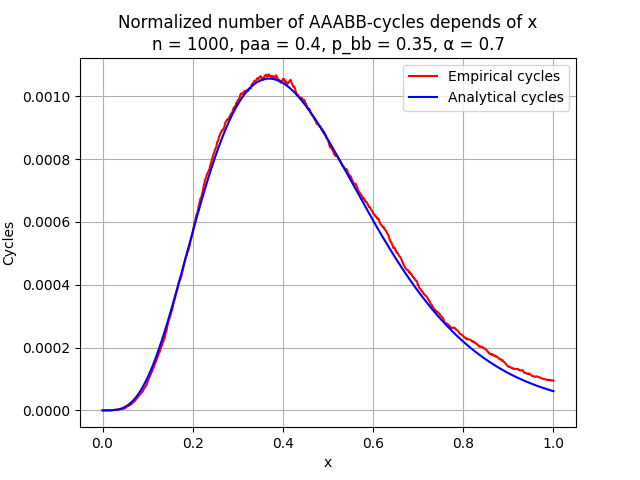 Normalized number of AAABB-cycles depends of x
n = 1000, paa = 0.4, p_bb = 0.35, α = 0.7
Empirical cycles
Analytical cycles
0.0010
0.0008
0.0006
0.0004
0.0002
0.0000
Cycles
0.0 0.2 0.4 0.6 0.8 1.0
x